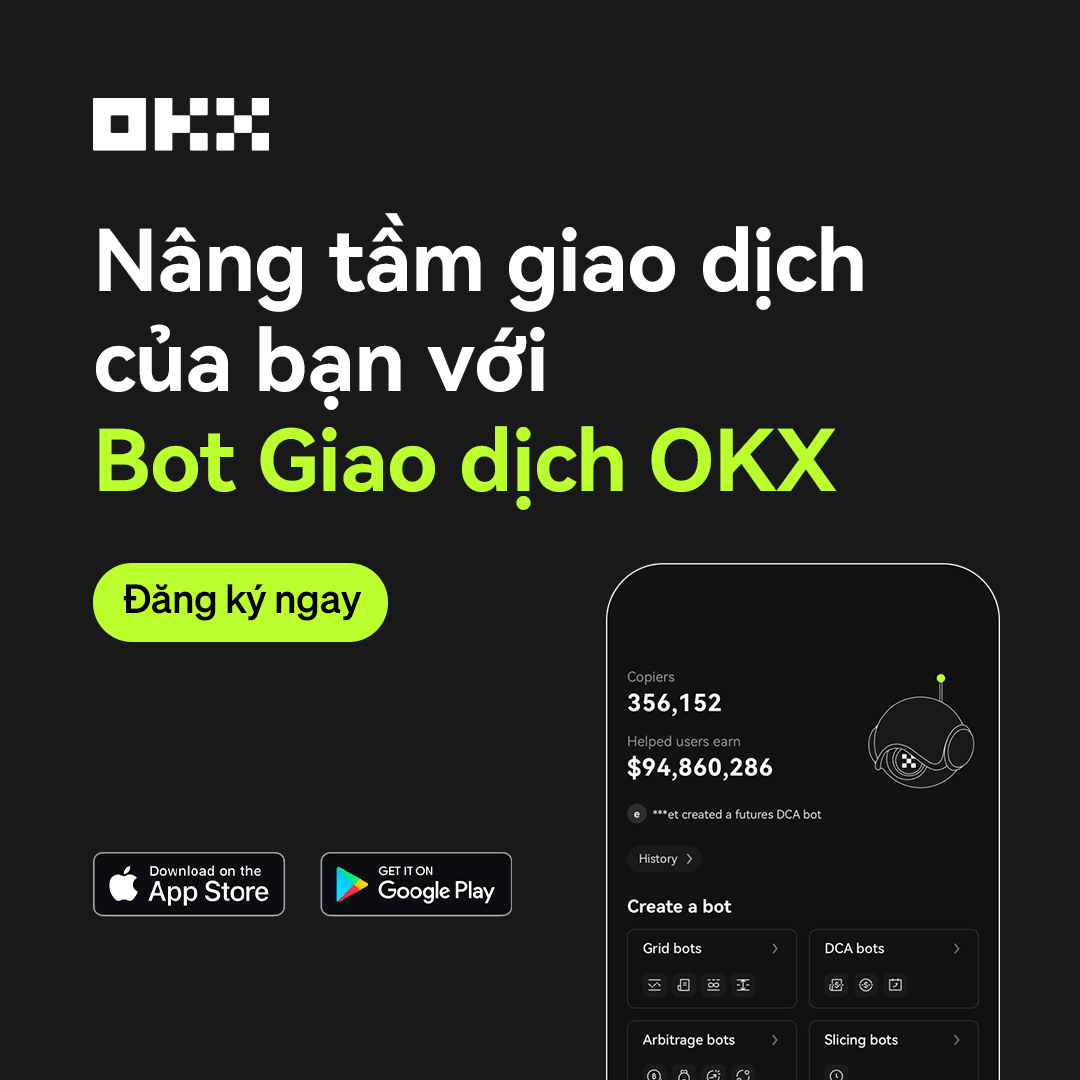 OKX
Nâng tầm giao dịch
của bạn với
Bot Giao dịch OKX
Đăng ký ngay
Download on the
App Store
GET IT ON
Google Play
Copiers
356,152
Helped users earn
$94,860,286
e ***et created a futures DCA bot
History
Create a bot
Grid bots
DCA bots
Arbitrage bots
Slicing bots